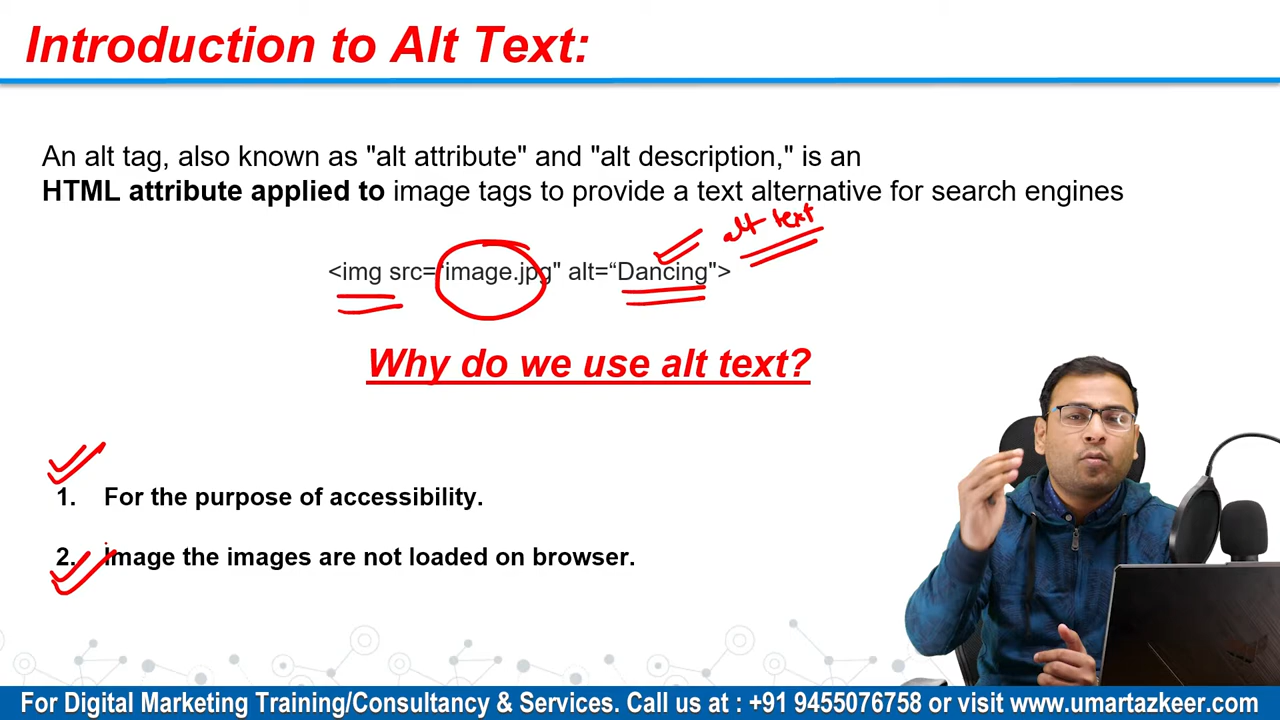 Introduction to Alt Text:
An alt tag, also known as "alt attribute" and "alt description," is an
HTML attribute applied to image tags to provide a text alternative for search engines
alt text
<img src=“image.jpg" alt=“Dancing">
Why do we use alt text?
1. For the purpose of accessibility.
2. Image the images are not loaded on browser.
For Digital Marketing Training/Consultancy & Services. Call us at : +91 9455076758 or visit www.umartazkeer.com